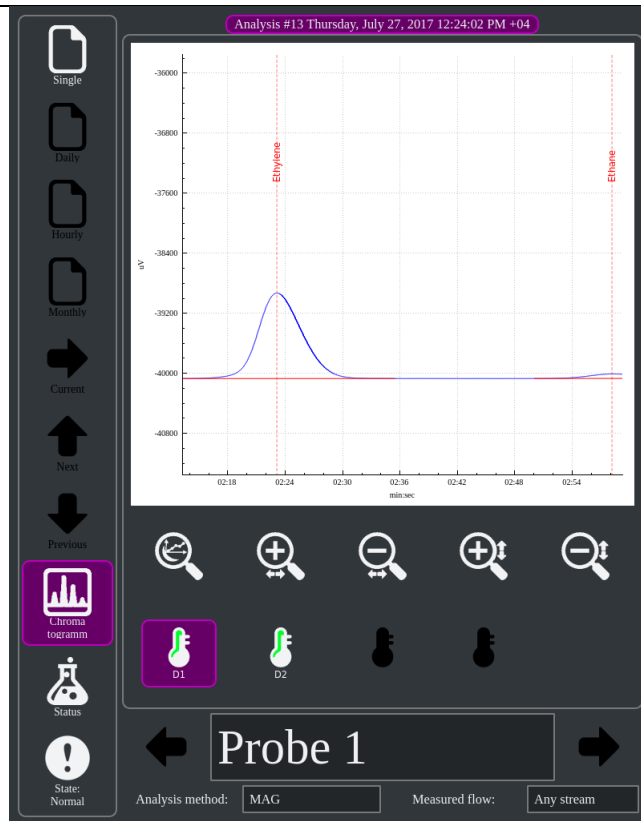 Analysis #13 Thursday, July 27, 2017 12:24:02 PM +04
Single
Daily
Hourly
Monthly
Current
Next
Previous
Chroma
togramm
Status
State:
Normal
-36000
-36800
-37600
-38400
-39200
-40000
-40800
uV
Ethylene
Ethane
02:18 02:24 02:30 02:36 02:42 02:48 02:54
min:sec
D1 D2
Probe 1
Analysis method: MAG Measured flow: Any stream